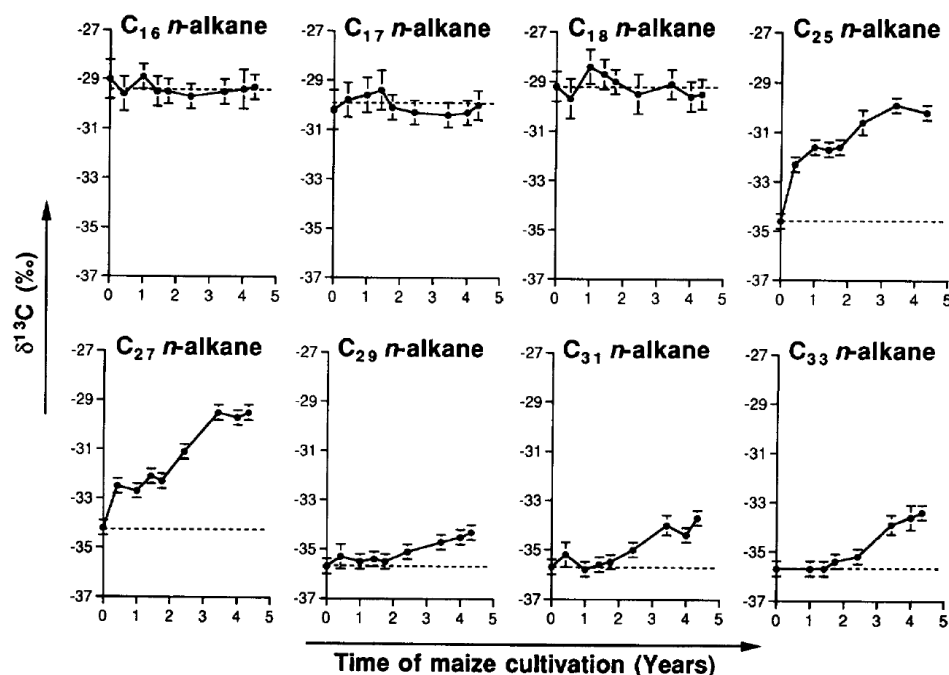 C16 n-alkane C17 n-alkane C18 n-alkane C25 n-alkane
-27 -27 -27 -27
-29 -29 -29 -29
-31 -31 -31 -31
-33 -33 -33 -33
-35 -35 -35 -35
-37 -37 -37 -37
0 1 2 3 4 5 0 1 2 3 4 5 0 1 2 3 4 5 0 1 2 3 4 5
δ13C (‰)
C27 n-alkane C29 n-alkane C31 n-alkane C33 n-alkane
-27 -27 -27 -27
-29 -29 -29 -29
-31 -31 -31 -31
-33 -33 -33 -33
-35 -35 -35 -35
-37 -37 -37 -37
0 1 2 3 4 5 0 1 2 3 4 5 0 1 2 3 4 5 0 1 2 3 4 5
Time of maize cultivation (Years)